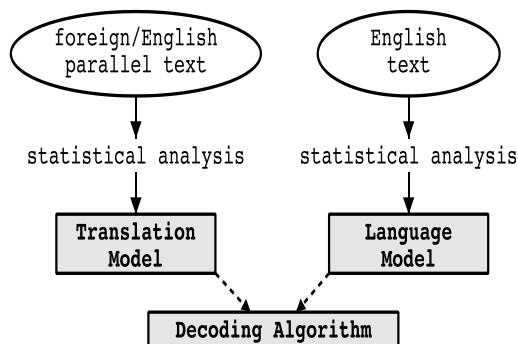 foreign/English
parallel text
English
text
statistical analysis
statistical analysis
Translation
Model
Language
Model
Decoding Algorithm